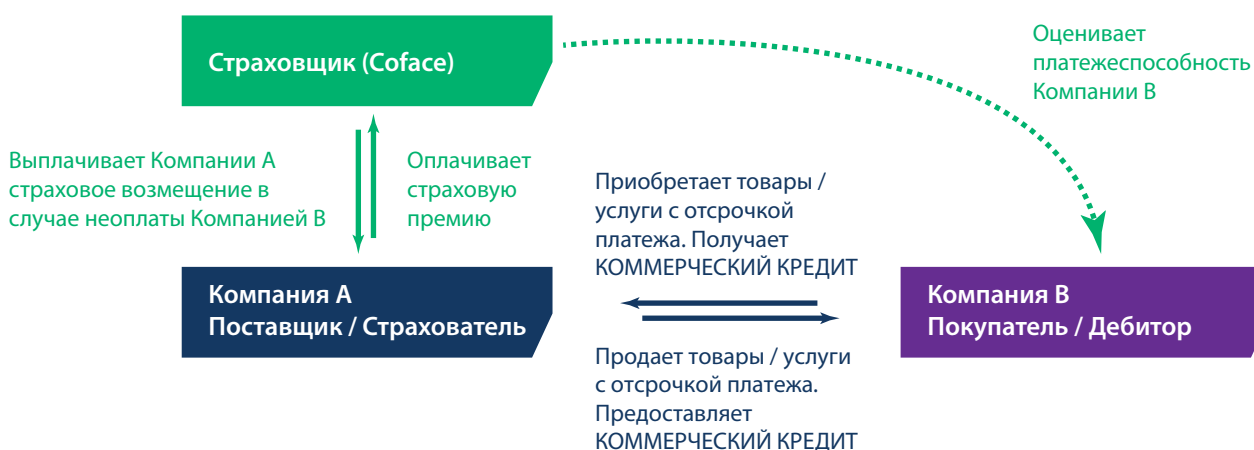 Страховщик (Coface)
Оценивает
платежеспособность
Компании В
Выплачивает Компании А
страховое возмещение в
случае неоплаты Компанией В
Оплачивает
страховую
премию
Приобретает товары /
услуги с отсрочкой
платежа. Получает
КОММЕРЧЕСКИЙ КРЕДИТ
Компания А
Поставщик / Страхователь
Компания В
Покупатель / Дебитор
Продает товары / услуги
с отсрочкой платежа.
Предоставляет
КОММЕРЧЕСКИЙ КРЕДИТ